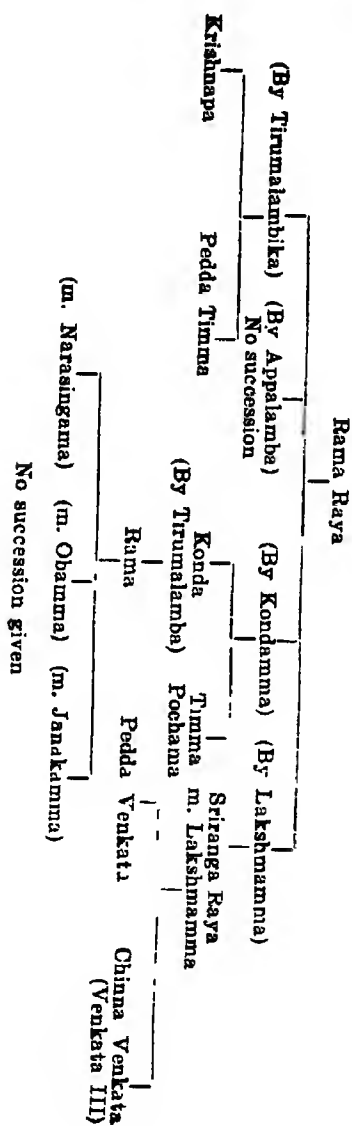 Rama Raya
(By Tirumalambika) (By Appalamba) (By Kondamma) (By Lakshmamma)
No succession
Krishnapa Pedda Timma Konda Timma Sriranga Raya
(By Tirumalamba) Pochama m. Lakshmamma
Rama Pedda Venkata Chinna Venkata
(Venkata III)
(m. Narasingama) (m. Obamma) (m. Janakamma)
No succession given